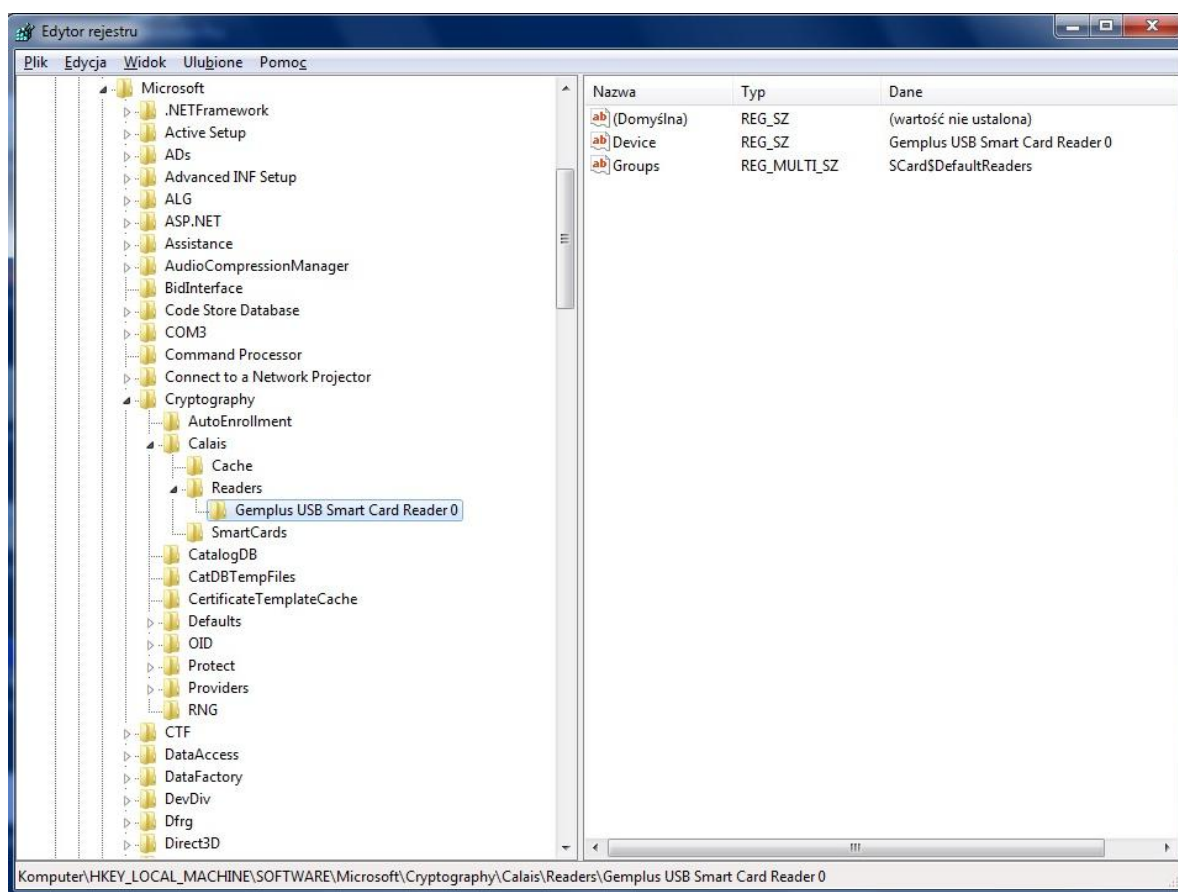 Edytor rejestru
Plik Edycja Widok Ulubione Pomoc
Microsoft
.NETFramework
Active Setup
ADs
Advanced INF Setup
ALG
ASP.NET
Assistance
AudioCompressionManager
BidInterface
Code Store Database
COM3
Command Processor
Connect to a Network Projector
Cryptography
AutoEnrollment
Calais
Cache
Readers
Gemplus USB Smart Card Reader 0
SmartCards
CatalogDB
CatDBTempFiles
CertificateTemplateCache
Defaults
OID
Protect
Providers
RNG
CTF
DataAccess
DataFactory
DevDiv
Dfrg
Direct3D
Nazwa Typ Dane
ab (Domyślna) REG_SZ (wartość nie ustalona)
ab Device REG_SZ Gemplus USB Smart Card Reader 0
ab Groups REG_MULTI_SZ SCard$DefaultReaders
Komputer\HKEY_LOCAL_MACHINE\SOFTWARE\Microsoft\Cryptography\Calais\Readers\Gemplus USB Smart Card Reader 0